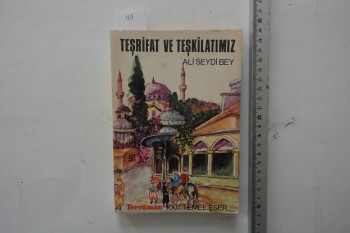 TEŞRİFAT VE TEŞKİLATIMIZ
ALİ SEYDİ BEY
Tercüman 1001 TEMEL ESER